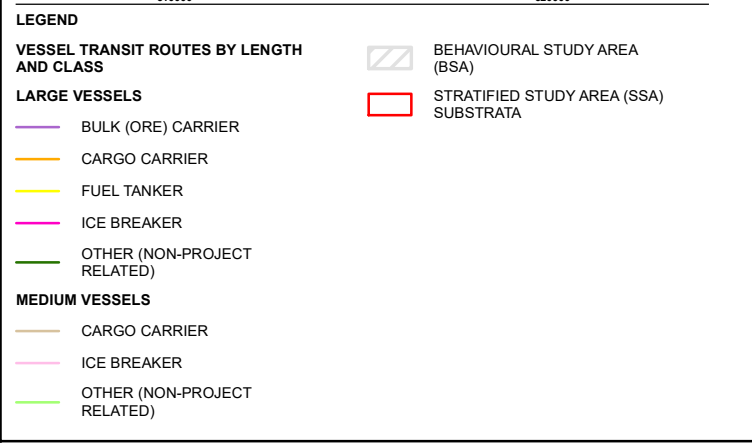 LEGEND
VESSEL TRANSIT ROUTES BY LENGTH
AND CLASS
LARGE VESSELS
BULK (ORE) CARRIER
CARGO CARRIER
FUEL TANKER
ICE BREAKER
OTHER (NON-PROJECT
RELATED)
MEDIUM VESSELS
CARGO CARRIER
ICE BREAKER
OTHER (NON-PROJECT
RELATED)
BEHAVIOURAL STUDY AREA
(BSA)
STRATIFIED STUDY AREA (SSA)
SUBSTRATA